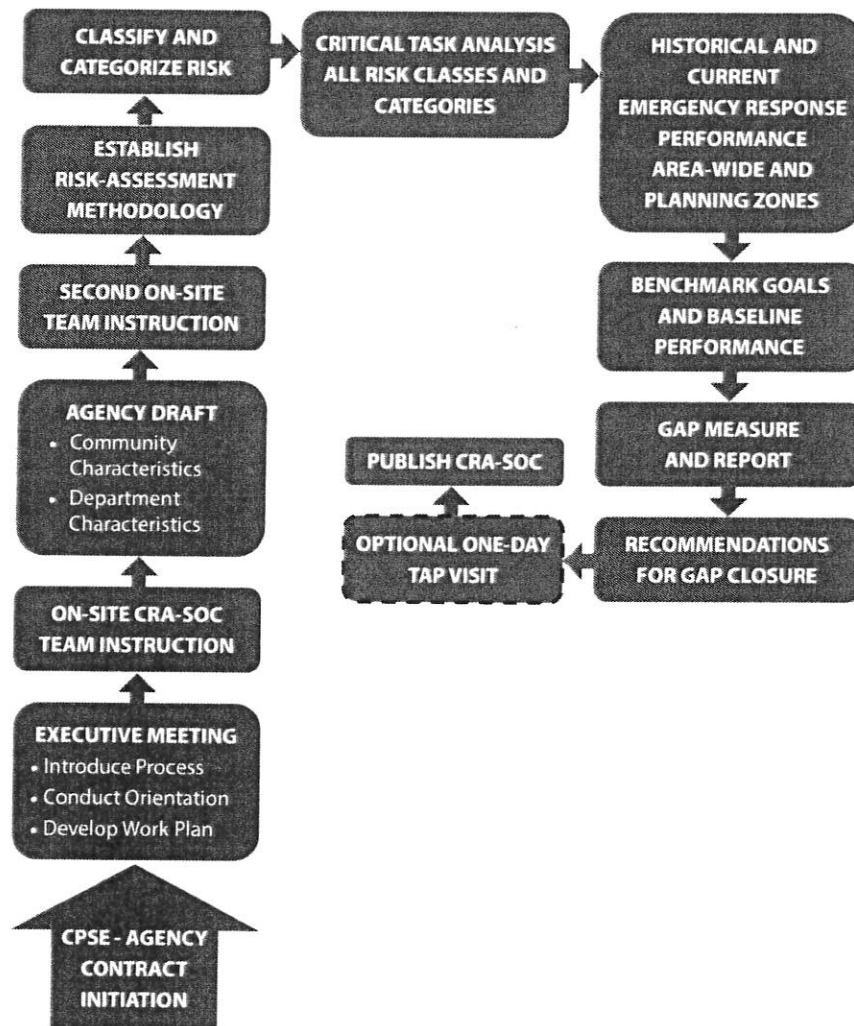 CLASSIFY AND
CATEGORIZE RISK
CRITICAL TASK ANALYSIS
ALL RISK CLASSES AND
CATEGORIES
HISTORICAL AND
CURRENT
EMERGENCY RESPONSE
PERFORMANCE
AREA-WIDE AND
PLANNING ZONES
ESTABLISH
RISK-ASSESSMENT
METHODOLOGY
SECOND ON-SITE
TEAM INSTRUCTION
BENCHMARK GOALS
AND BASELINE
PERFORMANCE
AGENCY DRAFT
• Community
Characteristics
• Department
Characteristics
PUBLISH CRA-SOC
GAP MEASURE
AND REPORT
OPTIONAL ONE-DAY
TAP VISIT
RECOMMENDATIONS
FOR GAP CLOSURE
ON-SITE CRA-SOC
TEAM INSTRUCTION
EXECUTIVE MEETING
• Introduce Process
• Conduct Orientation
• Develop Work Plan
CPSE - AGENCY
CONTRACT
INITIATION